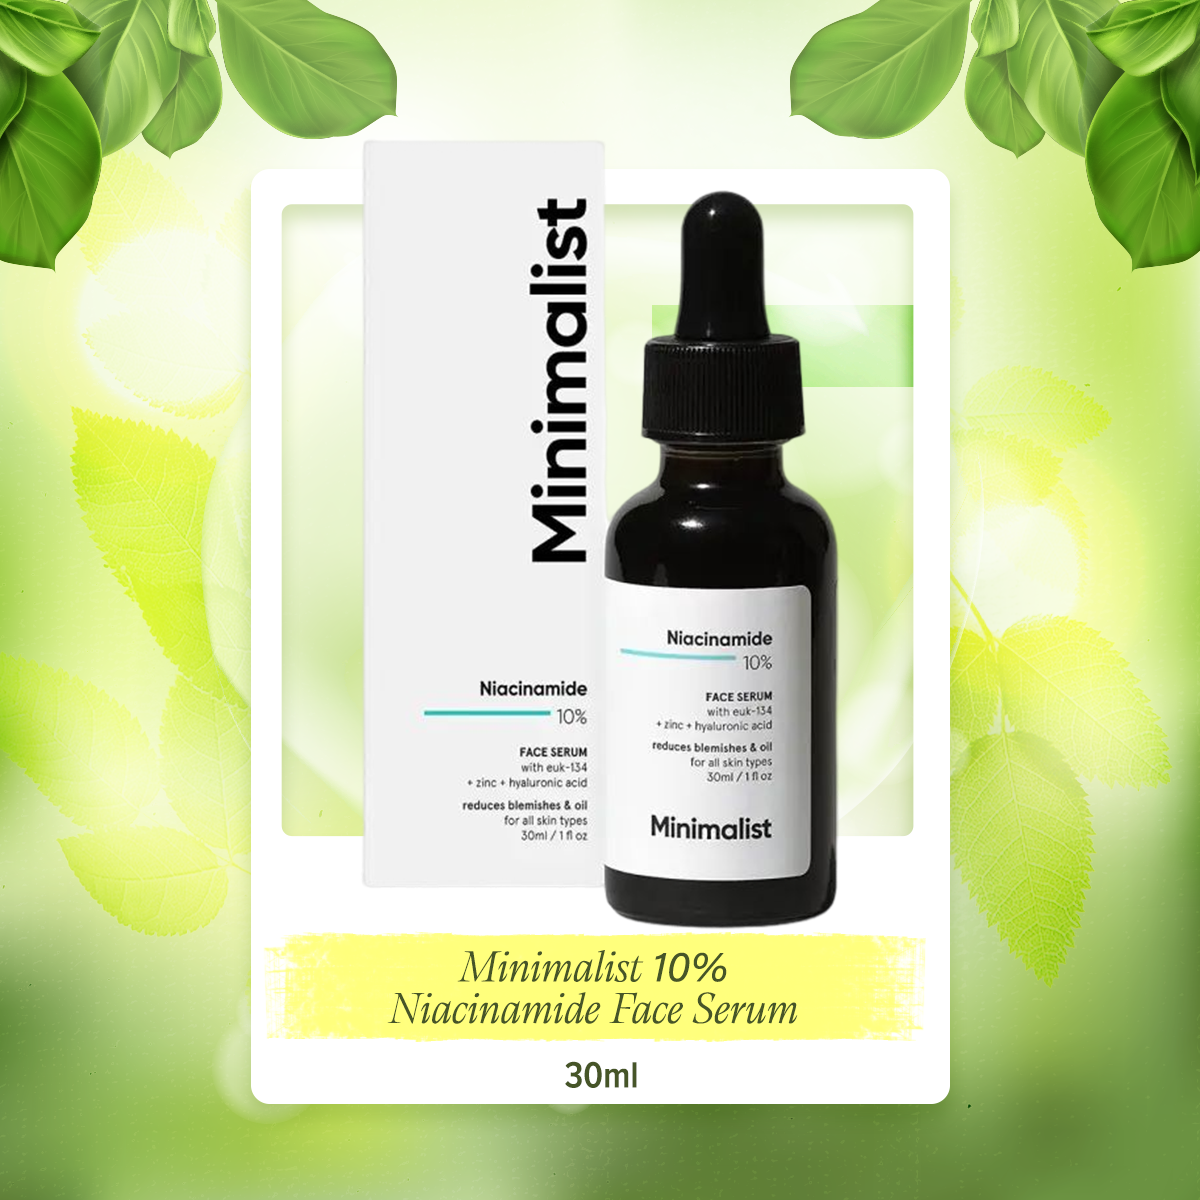 Minimalist
Niacinamide
10%
FACE SERUM
with euk-134
+ zinc + hyaluronic acid
reduces blemishes & oil
for all skin types
30ml / 1 fl oz
Niacinamide
10%
FACE SERUM
with euk-134
+ zinc + hyaluronic acid
reduces blemishes & oil
for all skin types
30ml / 1 fl oz
Minimalist
Minimalist 10%
Niacinamide Face Serum
30ml